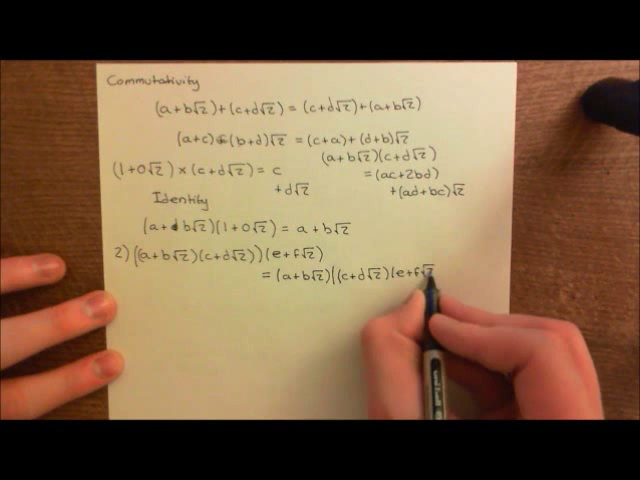 Commutativity
(a+b√2)+(c+d√2) = (c+d√2)+(a+b√2)
(a+c)+(b+d)√2 = (c+a)+(d+b)√2
(1+0√2)×(c+d√2) = c
+d√2
(a+b√2)(c+d√2)
=(ac+2bd)
+(ad+bc)√2
Identity
(a+b√2)(1+0√2) = a+b√2
2) ((a+b√2)(c+d√2))(e+f√2)
= (a+b√2)((c+d√2)(e+f√2